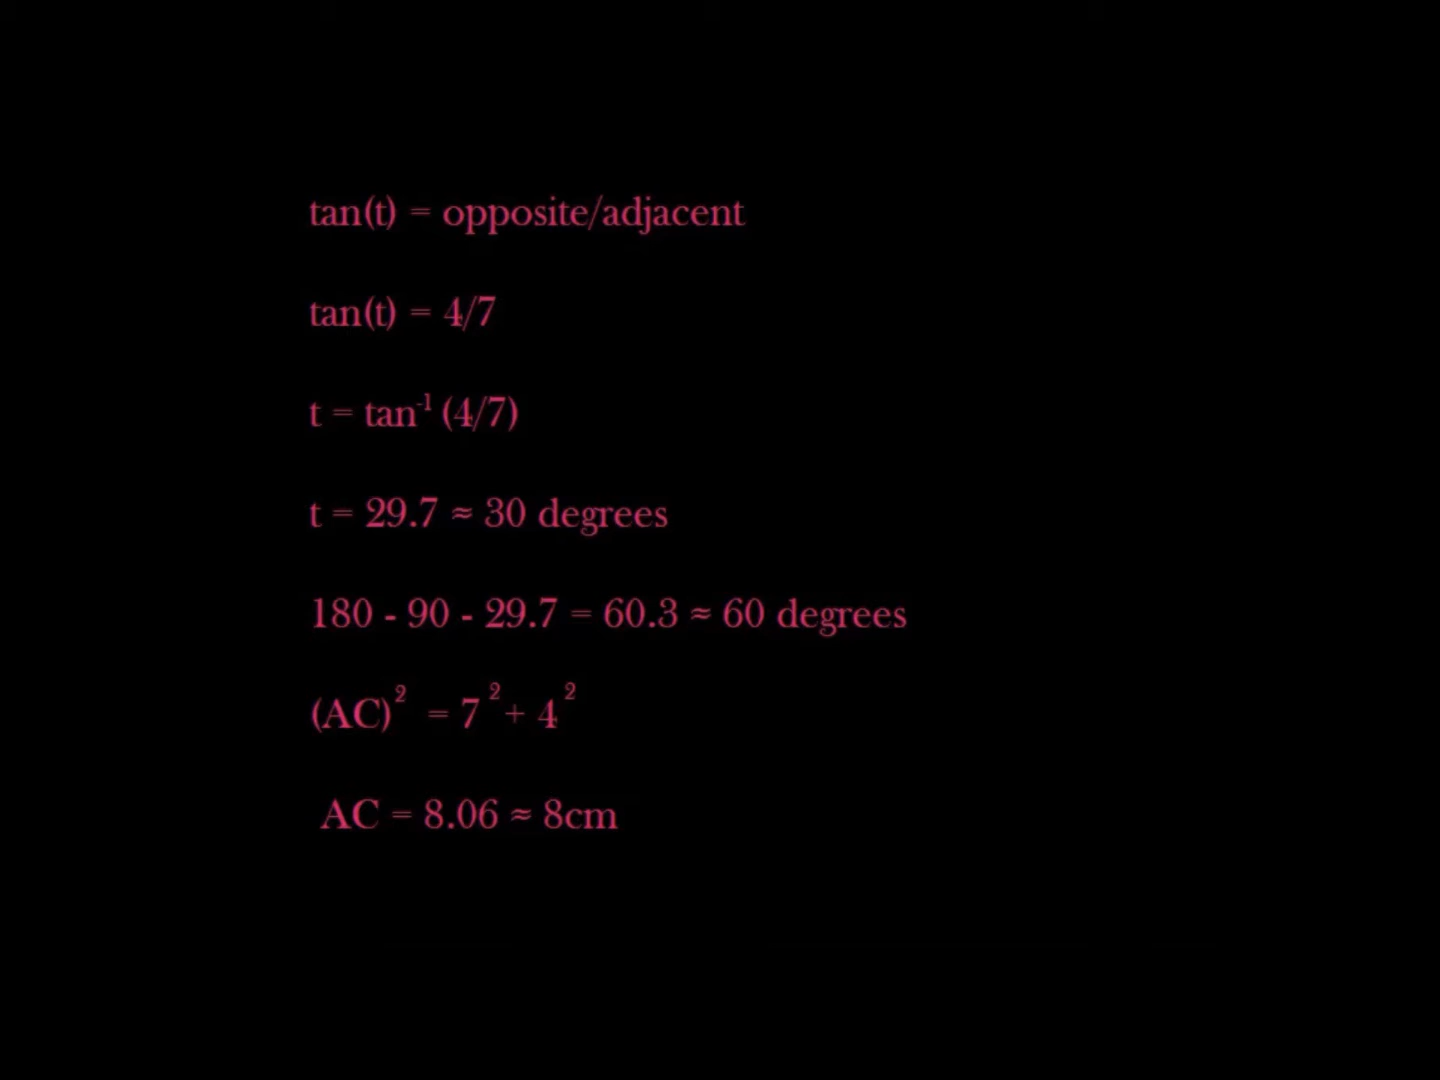 tan(t) = opposite/adjacent
tan(t) = 4/7
t = tan⁻¹ (4/7)
t = 29.7 ≈ 30 degrees
180 - 90 - 29.7 = 60.3 ≈ 60 degrees
(AC)² = 7² + 4²
AC = 8.06 ≈ 8cm